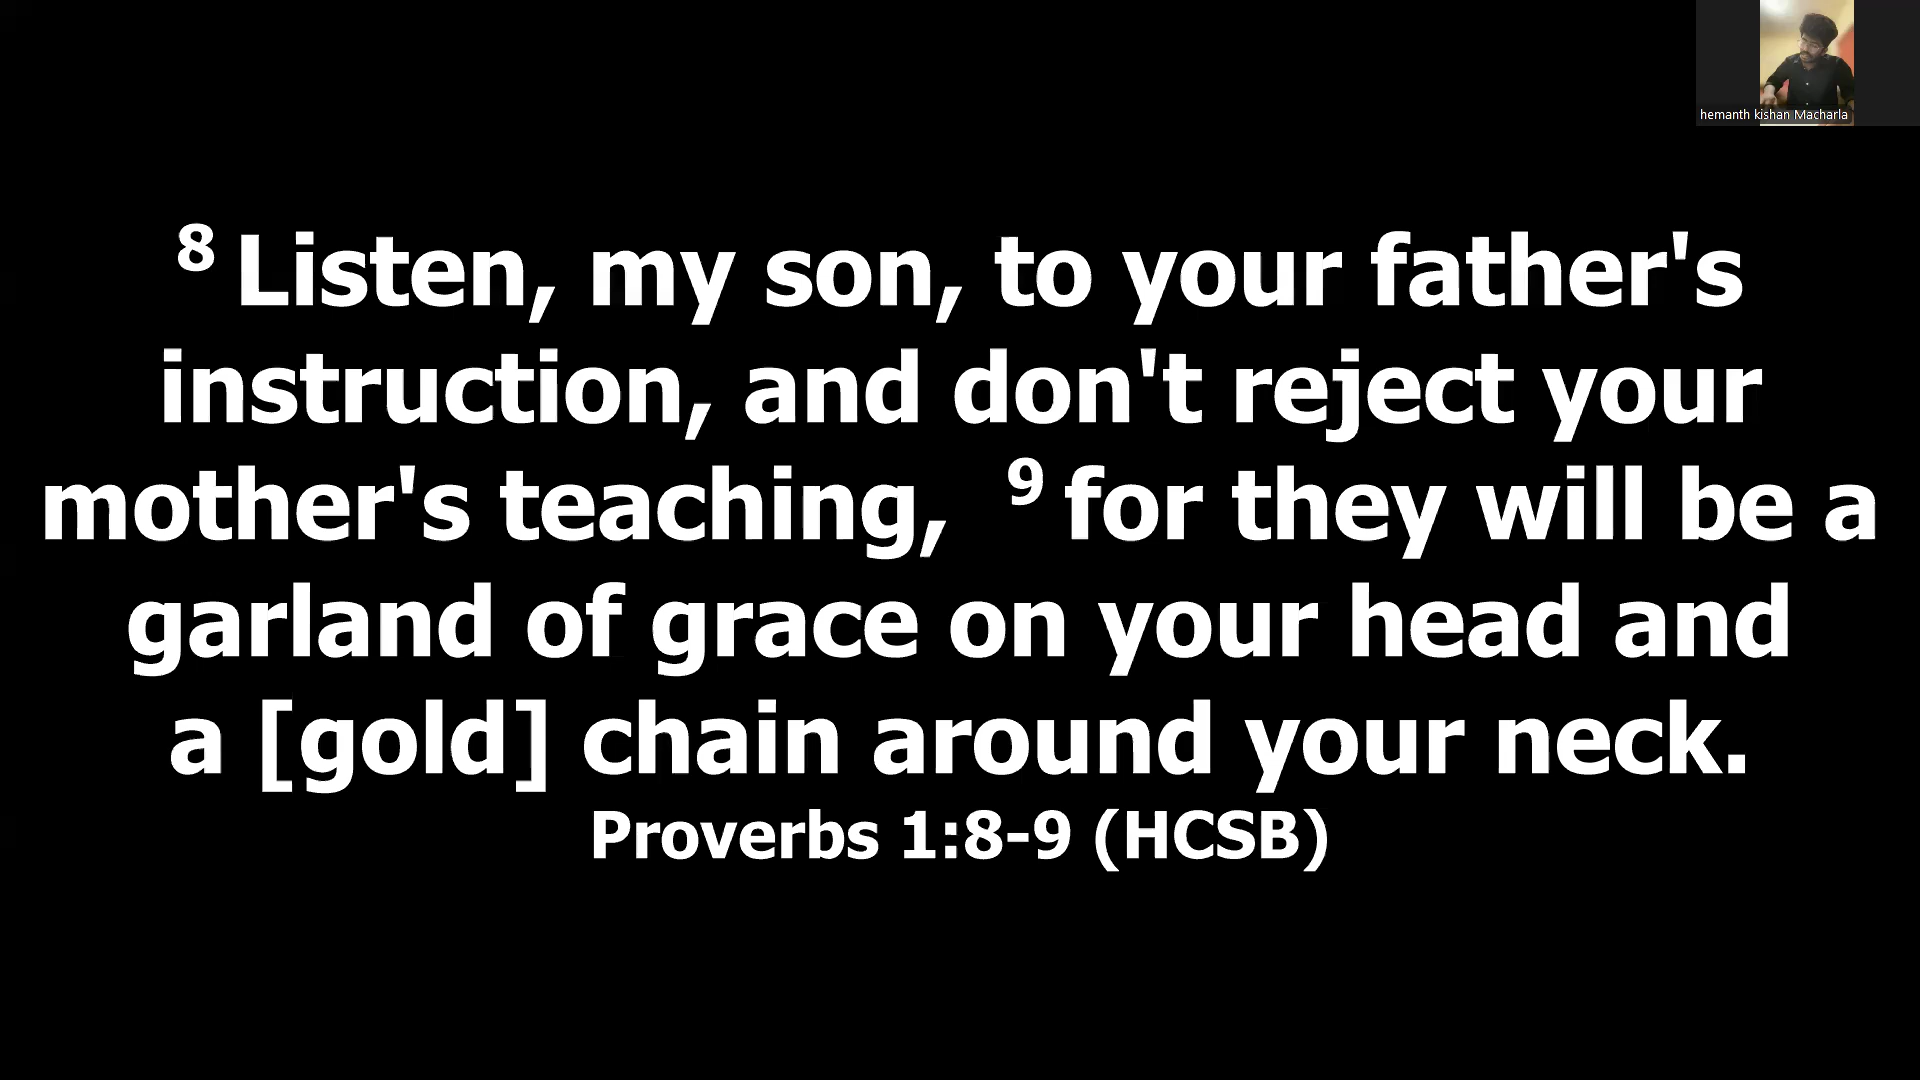 hemanth kishan Macharla
8 Listen, my son, to your father's
instruction, and don't reject your
mother's teaching, 9 for they will be a
garland of grace on your head and
a [gold] chain around your neck.
Proverbs 1:8-9 (HCSB)